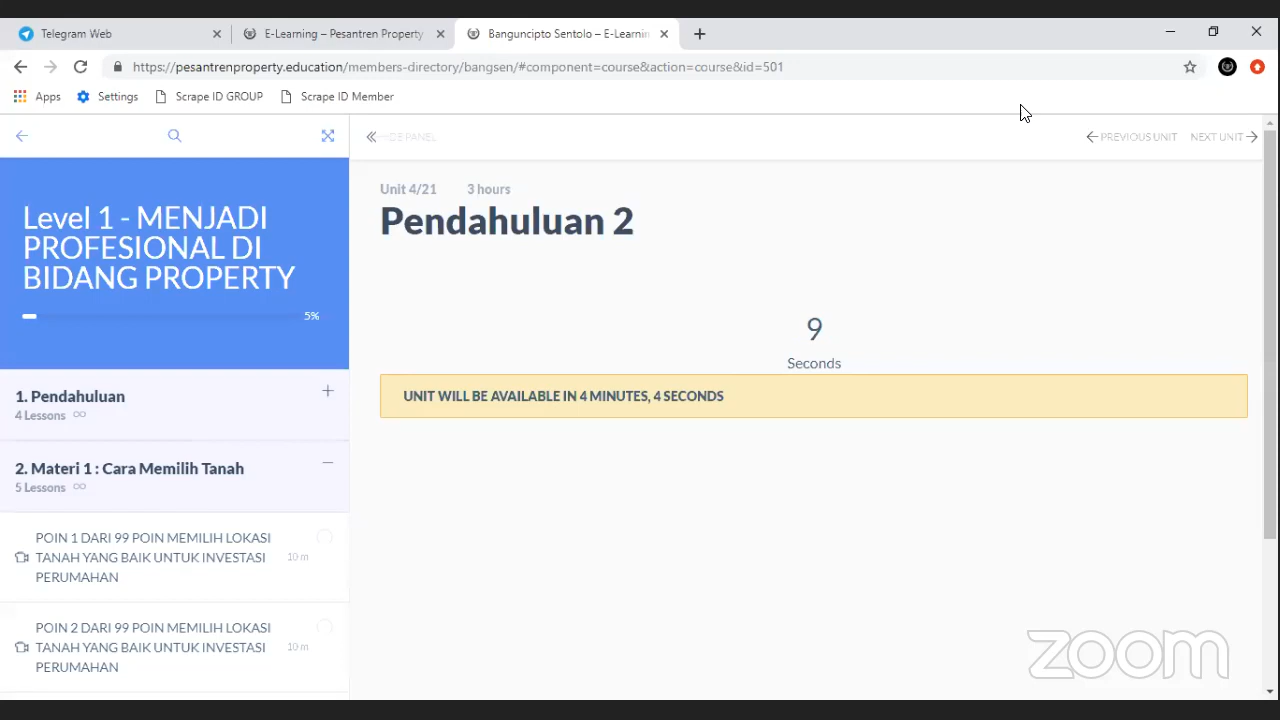 Telegram Web
E-Learning – Pesantren Property
Banguncipto Sentolo – E-Learnin
https://pesantrenproperty.education/members-directory/bangsen/#component=course&action=course&id=501
Apps
Settings
Scrape ID GROUP
Scrape ID Member
DE PANEL
PREVIOUS UNIT
NEXT UNIT
Level 1 - MENJADI
PROFESIONAL DI
BIDANG PROPERTY
5%
Unit 4/21
3 hours
Pendahuluan 2
9
Seconds
UNIT WILL BE AVAILABLE IN 4 MINUTES, 4 SECONDS
1. Pendahuluan
4 Lessons
2. Materi 1 : Cara Memilih Tanah
5 Lessons
POIN 1 DARI 99 POIN MEMILIH LOKASI
TANAH YANG BAIK UNTUK INVESTASI
PERUMAHAN
10 m
POIN 2 DARI 99 POIN MEMILIH LOKASI
TANAH YANG BAIK UNTUK INVESTASI
PERUMAHAN
10 m
zoom